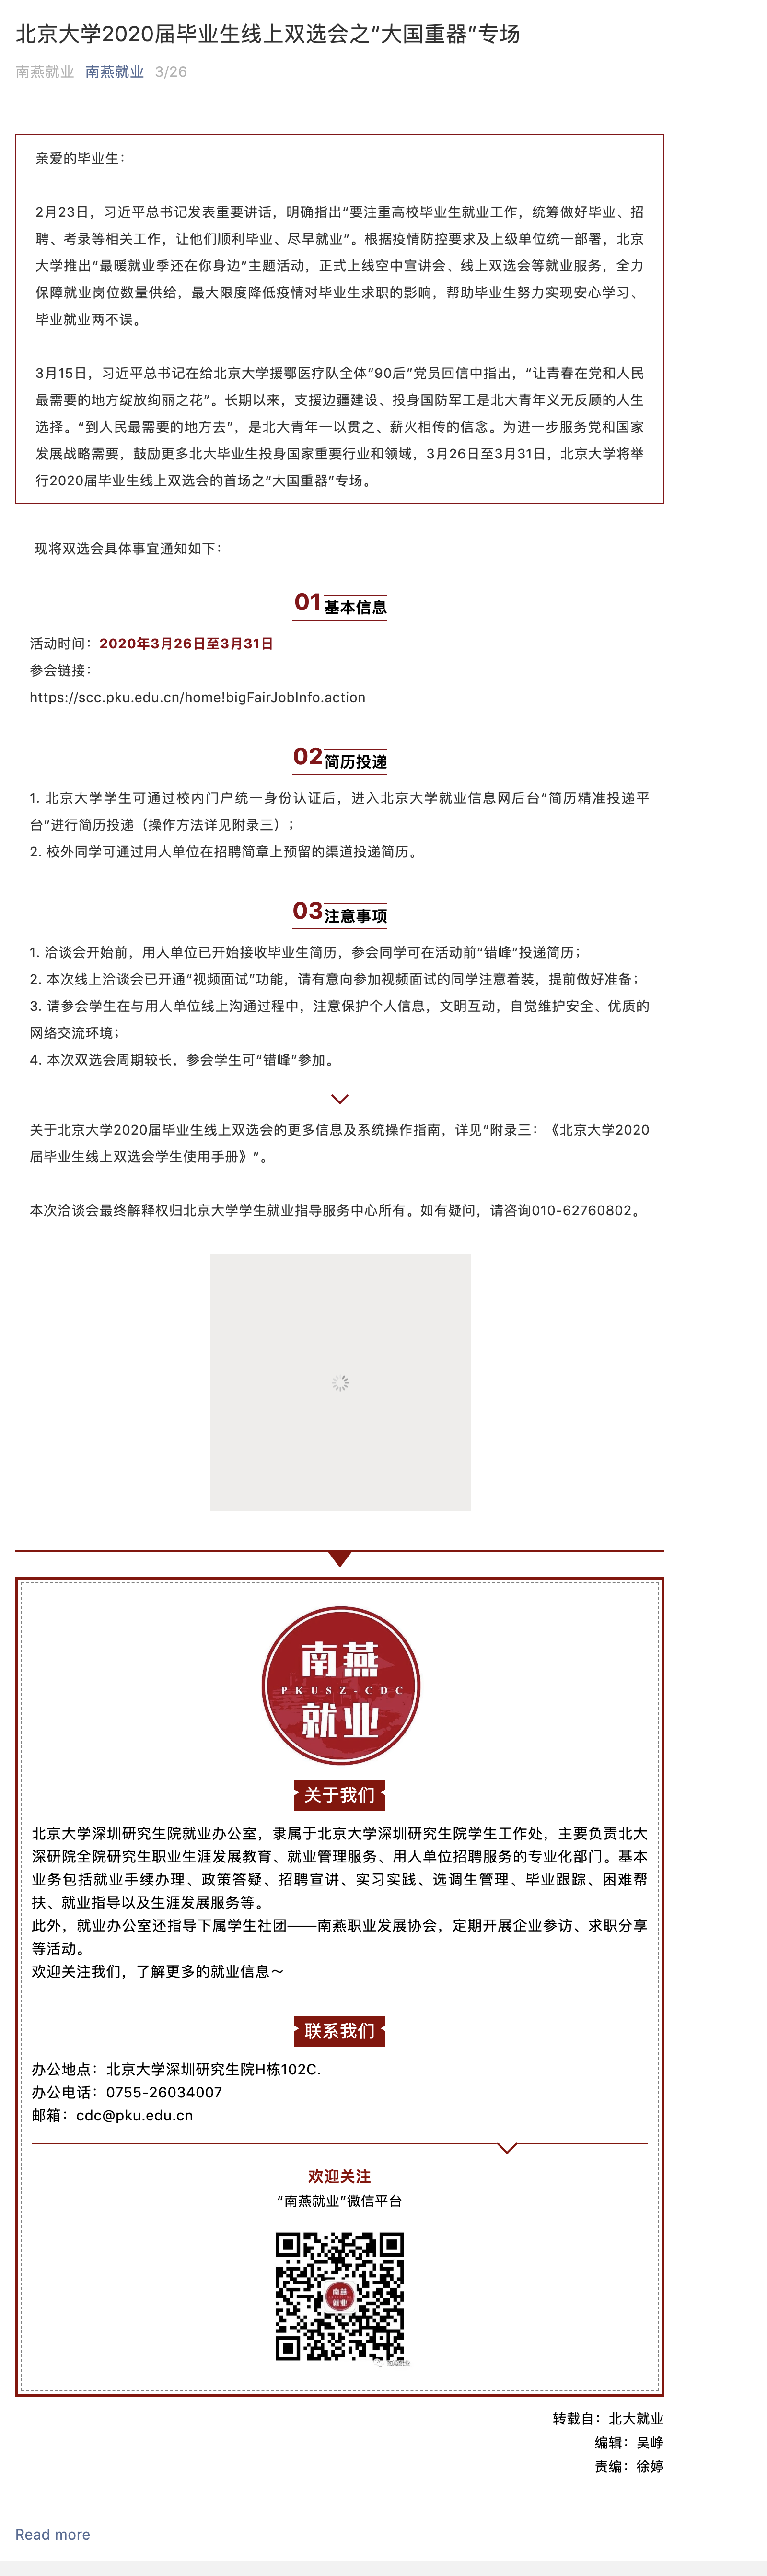 北京大学2020届毕业生线上双选会之“大国重器”专场
南燕就业 南燕就业 3/26
亲爱的毕业生：
2月23日，习近平总书记发表重要讲话，明确指出“要注重高校毕业生就业工作，统筹做好毕业、招
聘、考录等相关工作，让他们顺利毕业、尽早就业”。根据疫情防控要求及上级单位统一部署，北京
大学推出“最暖就业季还在你身边”主题活动，正式上线空中宣讲会、线上双选会等就业服务，全力
保障就业岗位数量供给，最大限度降低疫情对毕业生求职的影响，帮助毕业生努力实现安心学习、
毕业就业两不误。
3月15日，习近平总书记在给北京大学援鄂医疗队全体“90后”党员回信中指出，“让青春在党和人民
最需要的地方绽放绚丽之花”。长期以来，支援边疆建设、投身国防军工是北大青年义无反顾的人生
选择。“到人民最需要的地方去”，是北大青年一以贯之、薪火相传的信念。为进一步服务党和国家
发展战略需要，鼓励更多北大毕业生投身国家重要行业和领域，3月26日至3月31日，北京大学将举
行2020届毕业生线上双选会的首场之“大国重器”专场。
现将双选会具体事宜通知如下：
01 基本信息
活动时间：2020年3月26日至3月31日
参会链接：
https://scc.pku.edu.cn/home!bigFairJobInfo.action
02 简历投递
1. 北京大学学生可通过校内门户统一身份认证后，进入北京大学就业信息网后台“简历精准投递平
台”进行简历投递（操作方法详见附录三）；
2. 校外同学可通过用人单位在招聘简章上预留的渠道投递简历。
03 注意事项
1. 洽谈会开始前，用人单位已开始接收毕业生简历，参会同学可在活动前“错峰”投递简历；
2. 本次线上洽谈会已开通“视频面试”功能，请有意向参加视频面试的同学注意着装，提前做好准备；
3. 请参会学生在与用人单位线上沟通过程中，注意保护个人信息，文明互动，自觉维护安全、优质的
网络交流环境；
4. 本次双选会周期较长，参会学生可“错峰”参加。
关于北京大学2020届毕业生线上双选会的更多信息及系统操作指南，详见“附录三：《北京大学2020
届毕业生线上双选会学生使用手册》”。
本次洽谈会最终解释权归北京大学学生就业指导服务中心所有。如有疑问，请咨询010-62760802。
南燕
PKUSZ-CDC
就业
关于我们
北京大学深圳研究生院就业办公室，隶属于北京大学深圳研究生院学生工作处，主要负责北大
深研院全院研究生职业生涯发展教育、就业管理服务、用人单位招聘服务的专业化部门。基本
业务包括就业手续办理、政策答疑、招聘宣讲、实习实践、选调生管理、毕业跟踪、困难帮
扶、就业指导以及生涯发展服务等。
此外，就业办公室还指导下属学生社团——南燕职业发展协会，定期开展企业参访、求职分享
等活动。
欢迎关注我们，了解更多的就业信息～
联系我们
办公地点：北京大学深圳研究生院H栋102C.
办公电话：0755-26034007
邮箱：cdc@pku.edu.cn
欢迎关注
“南燕就业”微信平台
南燕
就业
南燕就业
转载自：北大就业
编辑：吴峥
责编：徐婷
Read more